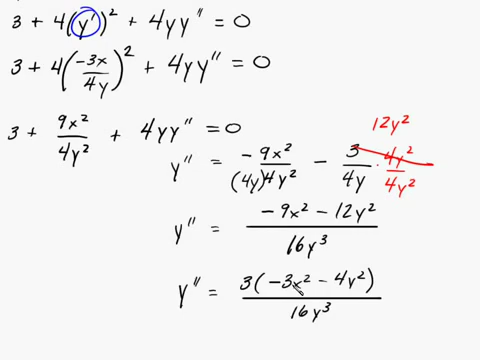 3 + 4(y')² + 4yy'' = 0
3 + 4(-3x/4y)² + 4yy'' = 0
3 + 9x²/4y² + 4yy'' = 0
12y²
y'' = -9x²/(4y)4y² - 3/4y · 4y²/4y²
y'' = -9x² - 12y²/16y³
y'' = 3(-3x² - 4y²)/16y³